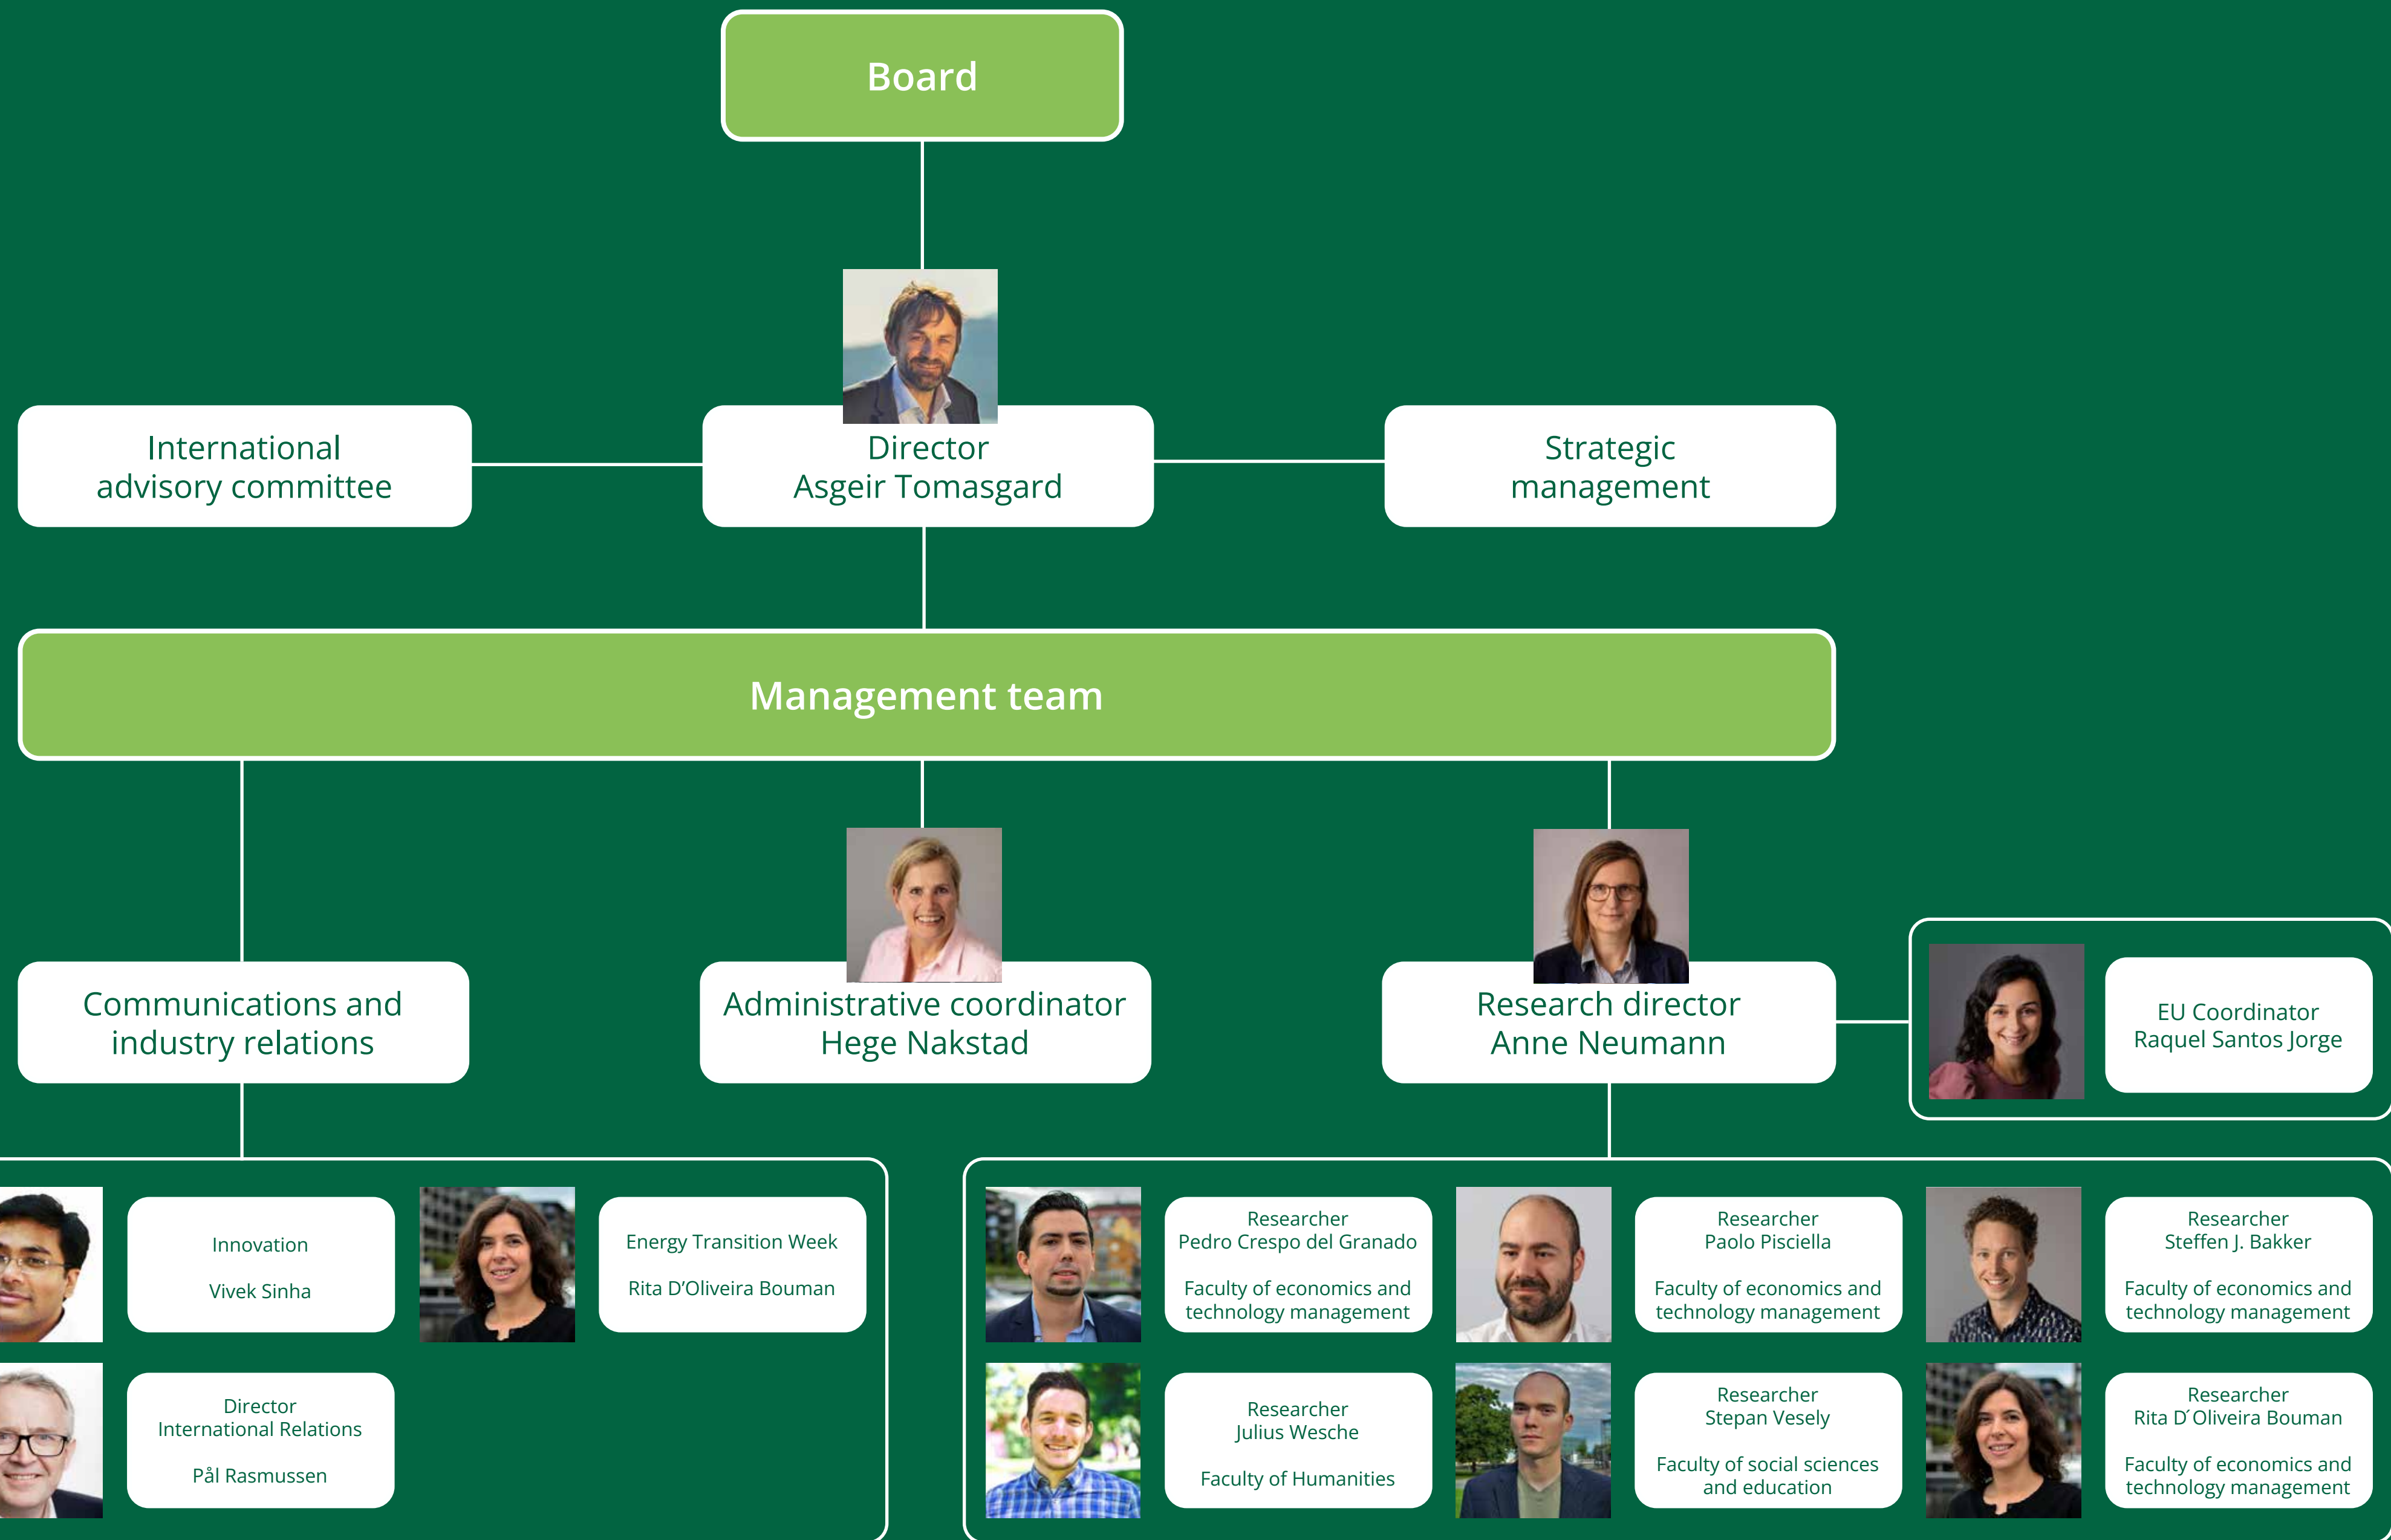 Board
International
advisory committee
Director
Asgeir Tomasgard
Strategic
management
Management team
Communications and
industry relations
Administrative coordinator
Hege Nakstad
Research director
Anne Neumann
EU Coordinator
Raquel Santos Jorge
Innovation
Vivek Sinha
Energy Transition Week
Rita D’Oliveira Bouman
Director
International Relations
Pål Rasmussen
Researcher
Pedro Crespo del Granado
Faculty of economics and
technology management
Researcher
Paolo Pisciella
Faculty of economics and
technology management
Researcher
Steffen J. Bakker
Faculty of economics and
technology management
Researcher
Julius Wesche
Faculty of Humanities
Researcher
Stepan Vesely
Faculty of social sciences
and education
Researcher
Rita D´Oliveira Bouman
Faculty of economics and
technology management